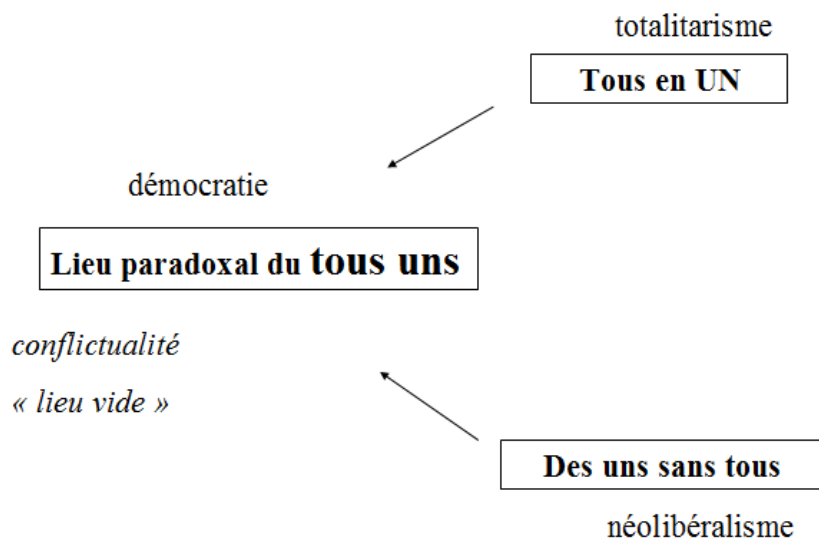 totalitarisme
Tous en UN
démocratie
Lieu paradoxal du tous uns
conflictualité
« lieu vide »
Des uns sans tous
néolibéralisme